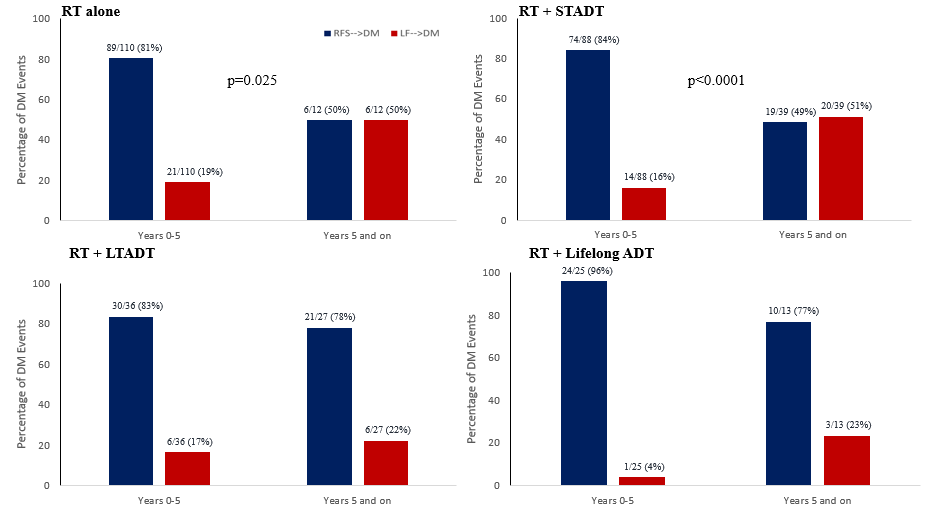 RT alone
RFS-->DM
LF-->DM
Percentage of DM Events
100
80
60
40
20
0
89/110 (81%)
21/110 (19%)
p=0.025
6/12 (50%)
6/12 (50%)
Years 0-5
Years 5 and on
RT + STADT
Percentage of DM Events
100
80
60
40
20
0
74/88 (84%)
14/88 (16%)
p<0.0001
19/39 (49%)
20/39 (51%)
Years 0-5
Years 5 and on
RT + LTADT
Percentage of DM Events
100
80
60
40
20
0
30/36 (83%)
6/36 (17%)
21/27 (78%)
6/27 (22%)
Years 0-5
Years 5 and on
RT + Lifelong ADT
Percentage of DM Events
100
80
60
40
20
0
24/25 (96%)
1/25 (4%)
10/13 (77%)
3/13 (23%)
Years 0-5
Years 5 and on